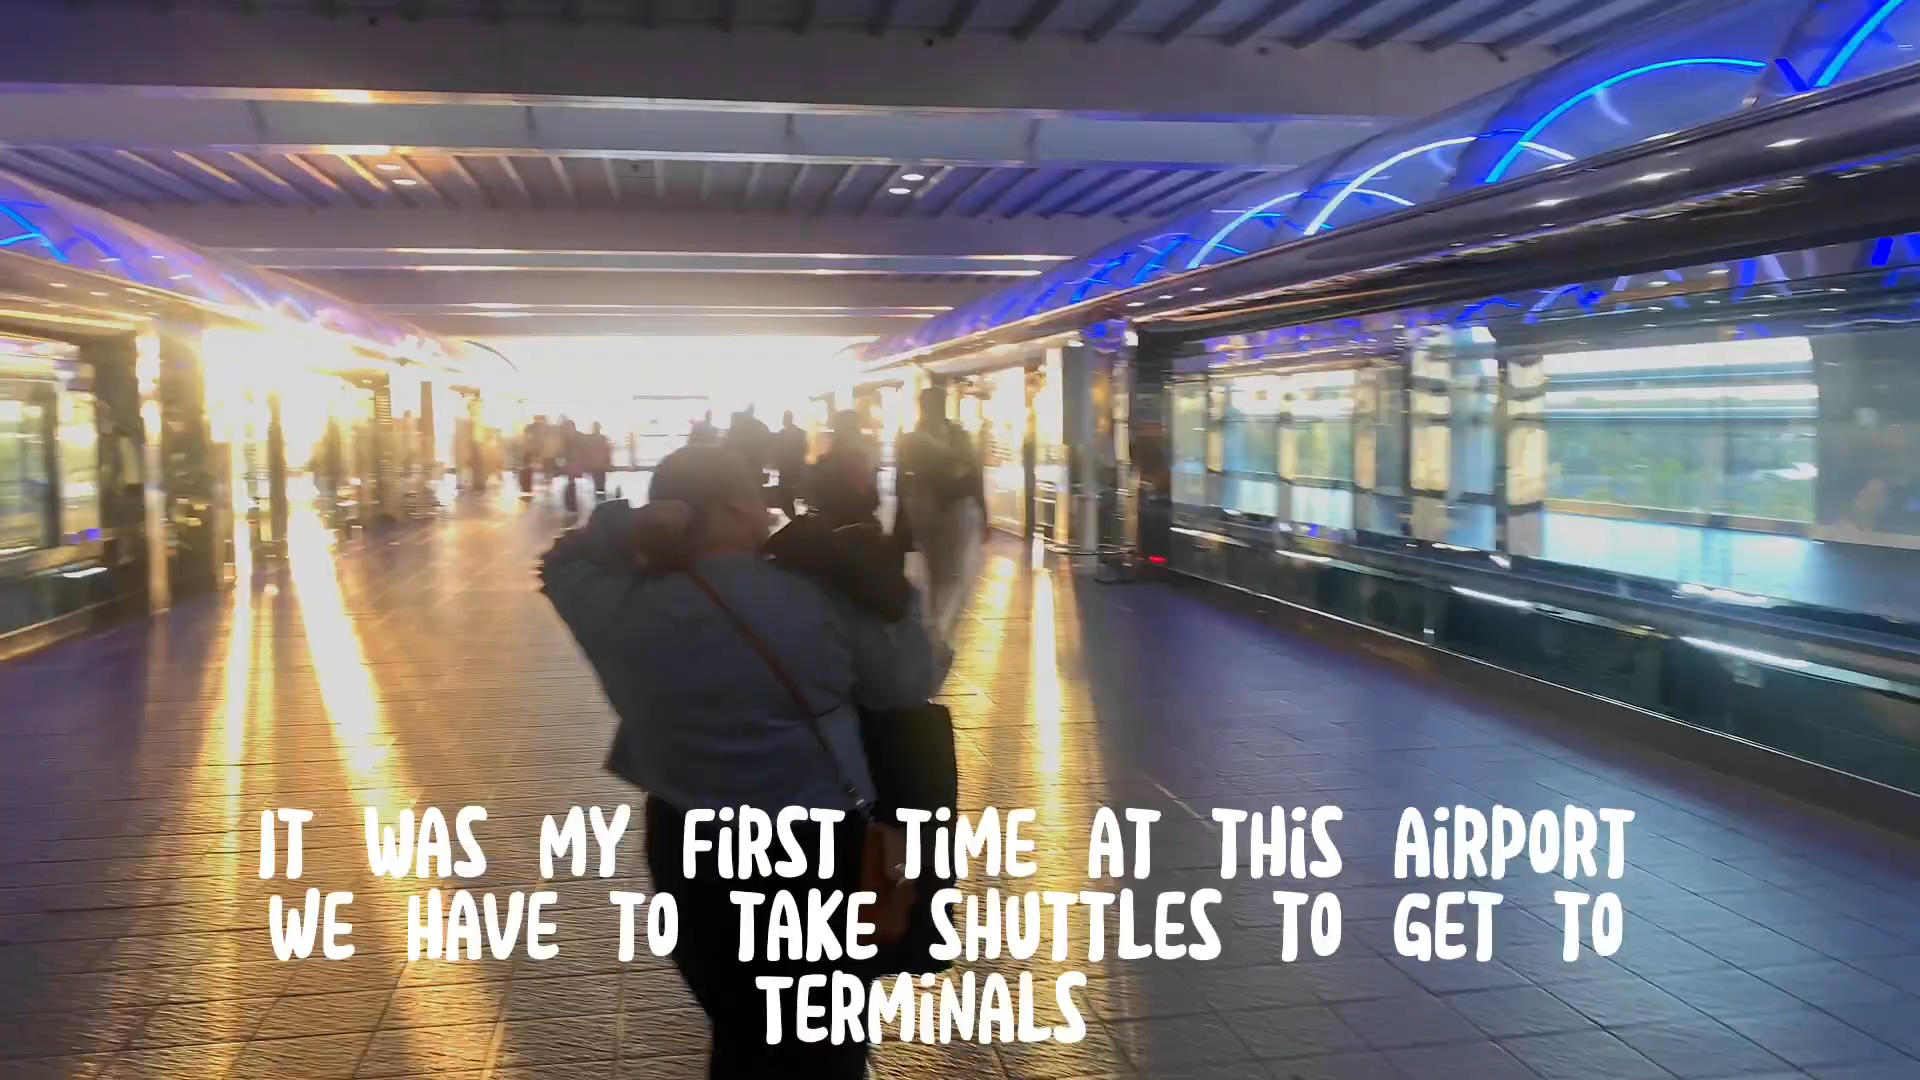 IT WAS MY FiRST TiME AT THiS AiRPORT
WE HAVE TO TAKE SHUTTLES TO GET TO
TERMiNALS